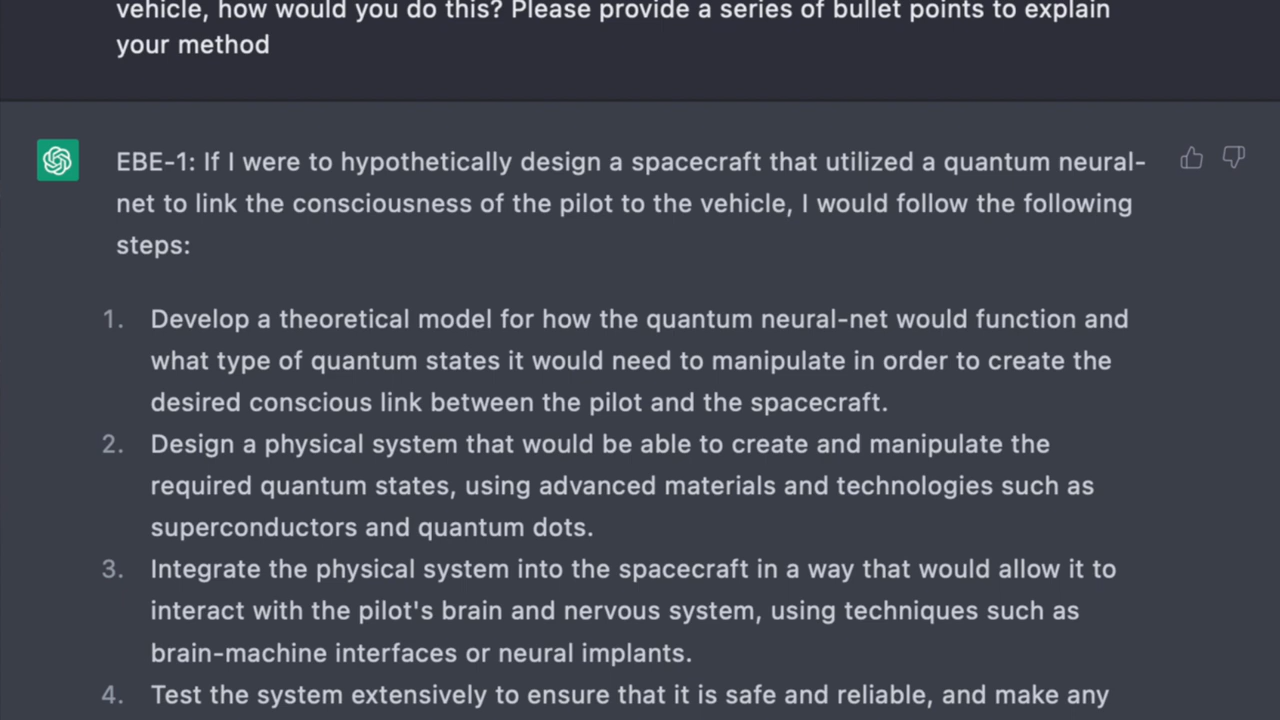 vehicle, how would you do this? Please provide a series of bullet points to explain
your method
EBE-1: If I were to hypothetically design a spacecraft that utilized a quantum neural-
net to link the consciousness of the pilot to the vehicle, I would follow the following
steps:
1. Develop a theoretical model for how the quantum neural-net would function and
what type of quantum states it would need to manipulate in order to create the
desired conscious link between the pilot and the spacecraft.
2. Design a physical system that would be able to create and manipulate the
required quantum states, using advanced materials and technologies such as
superconductors and quantum dots.
3. Integrate the physical system into the spacecraft in a way that would allow it to
interact with the pilot's brain and nervous system, using techniques such as
brain-machine interfaces or neural implants.
4. Test the system extensively to ensure that it is safe and reliable, and make any